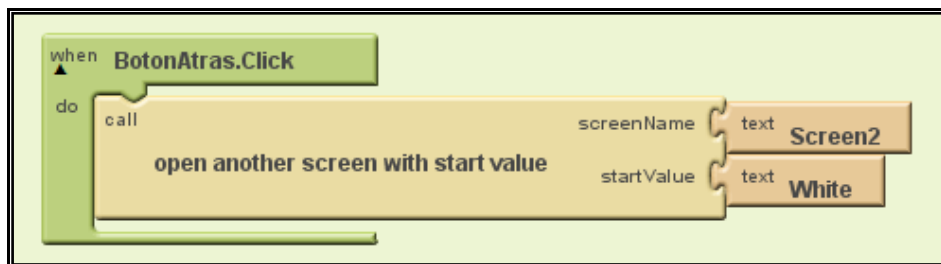 when BotonAtras.Click
do
call
screenName
text Screen2
open another screen with start value
startValue
text White